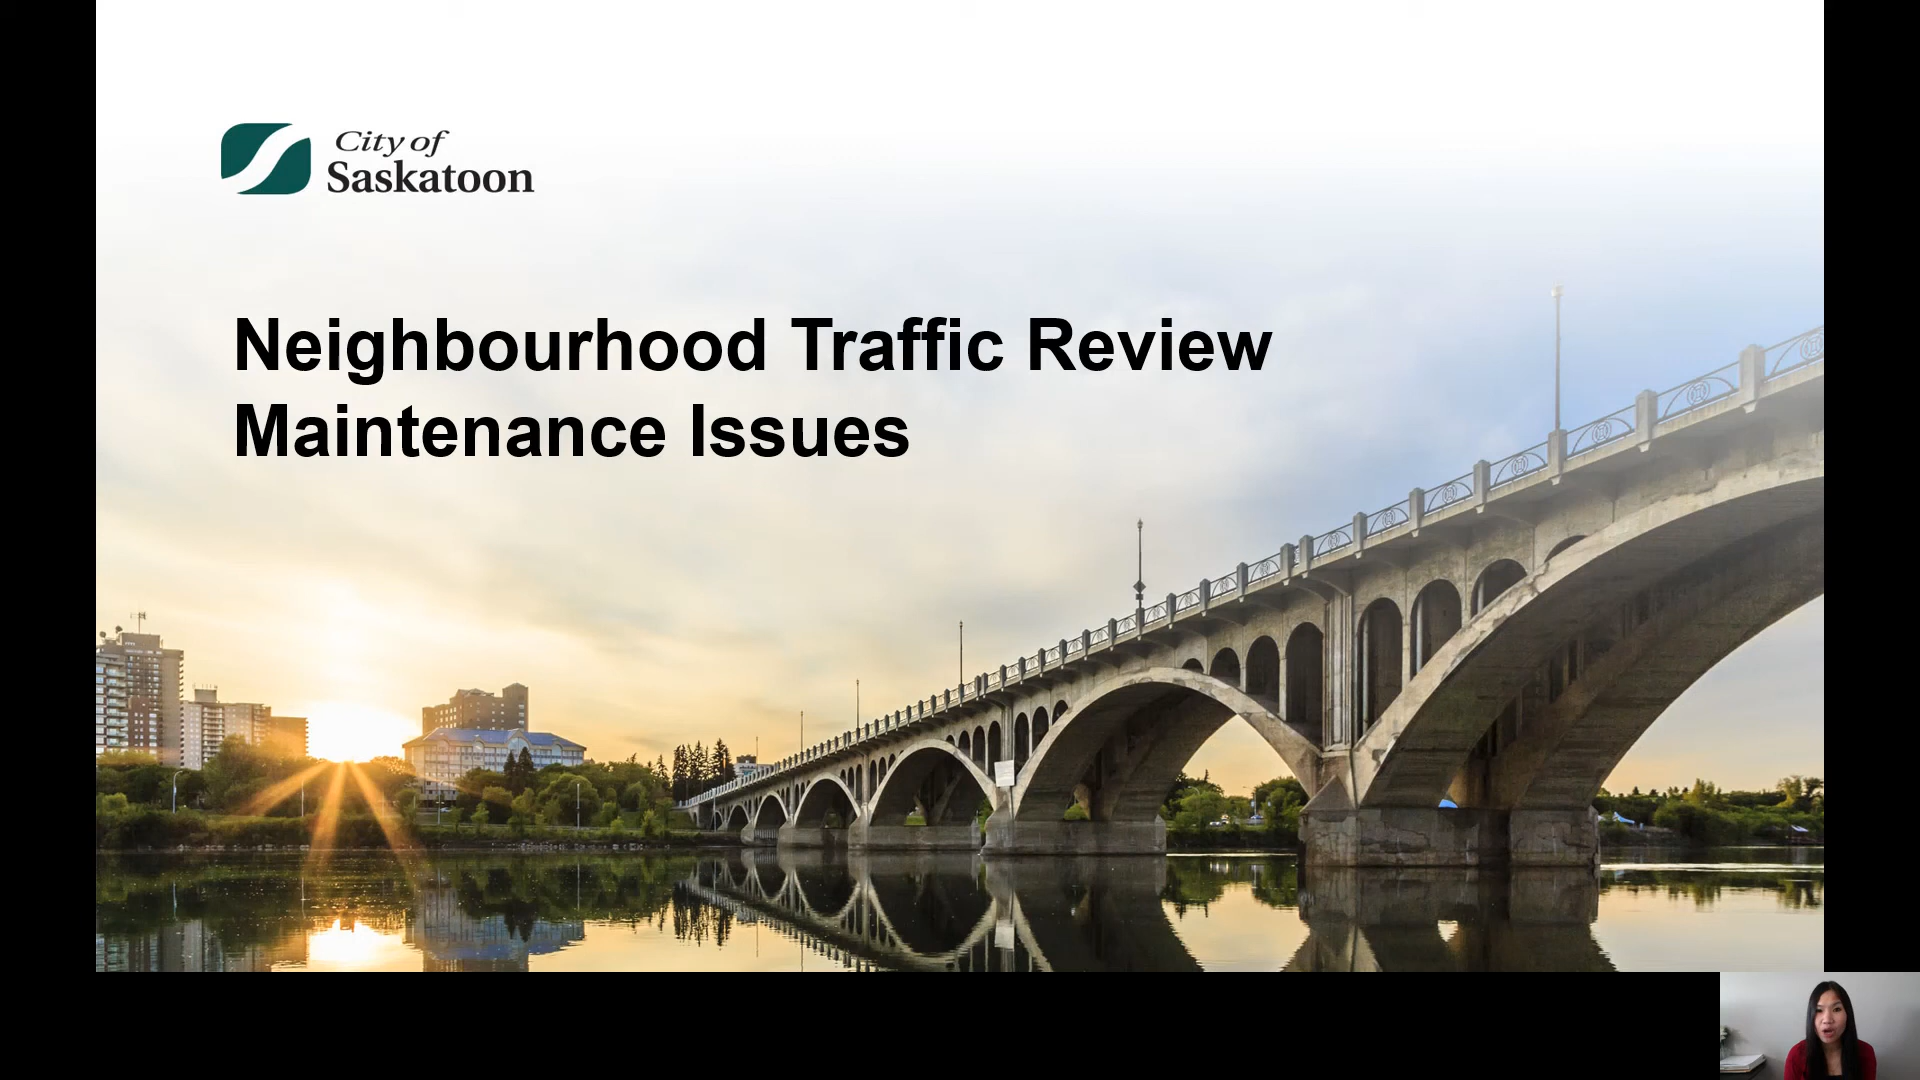 City of
Saskatoon
Neighbourhood Traffic Review
Maintenance Issues